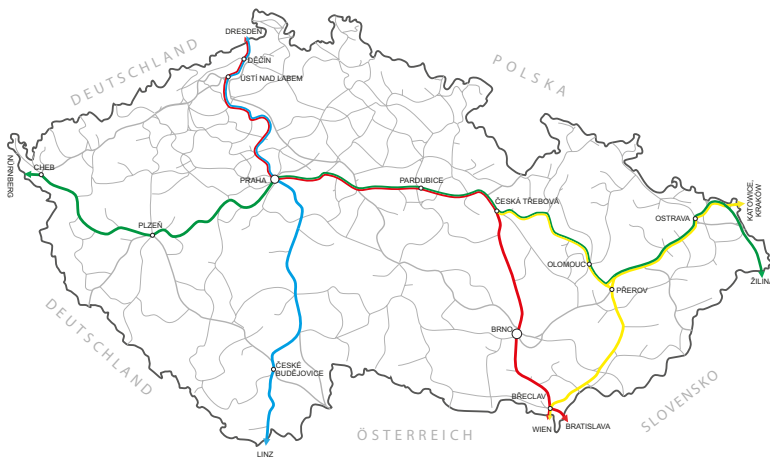 DRESDEN
DEUTSCHLAND
DĚČÍN
POLSKA
ÚSTÍ NAD LABEM
CHEB
NÜRNBERG
PRAHA
PARDUBICE
KATOWICE,
KRAKÓW
ČESKÁ TŘEBOVÁ
OSTRAVA
PLZEŇ
OLOMOUC
ŽILINA
PŘEROV
DEUTSCHLAND
BRNO
ČESKÉ
BUDĚJOVICE
SLOVENSKO
BŘECLAV
WIEN
BRATISLAVA
ÖSTERREICH
LINZ